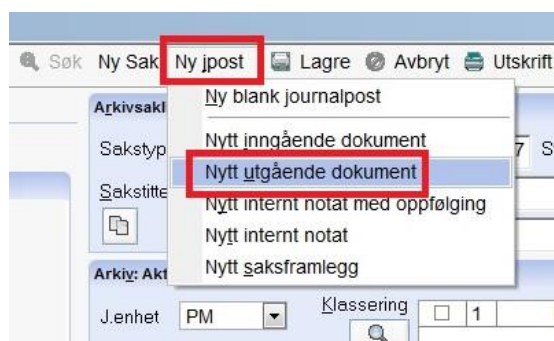 Søk Ny Sak Ny jpost Lagre Avbryt Utskrift
Ny blank journalpost
Arkivsakl
Nytt inngående dokument
Sakstyp 7 S
Nytt utgående dokument
Sakstitte
Nytt internt notat med oppfølging
Nytt internt notat
Nytt saksframlegg
Arkiv: Akt
J.enhet PM Klassering 1